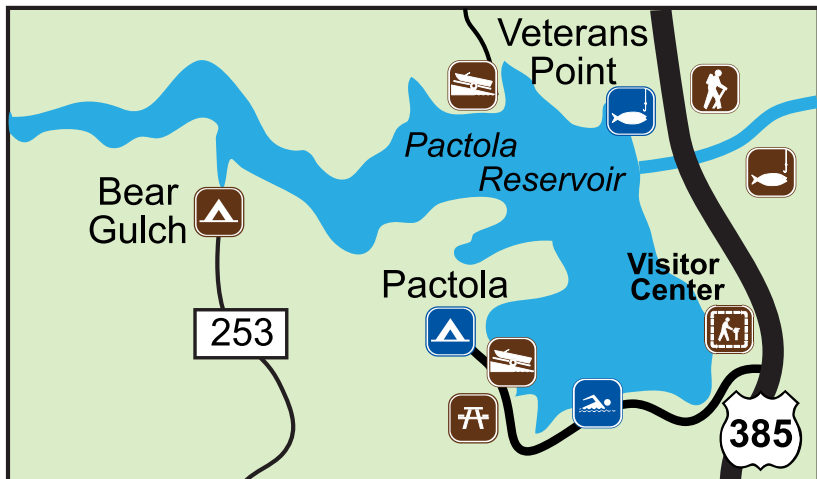 Veterans
Point
Pactola
Reservoir
Bear
Gulch
Visitor
Center
Pactola
253
385